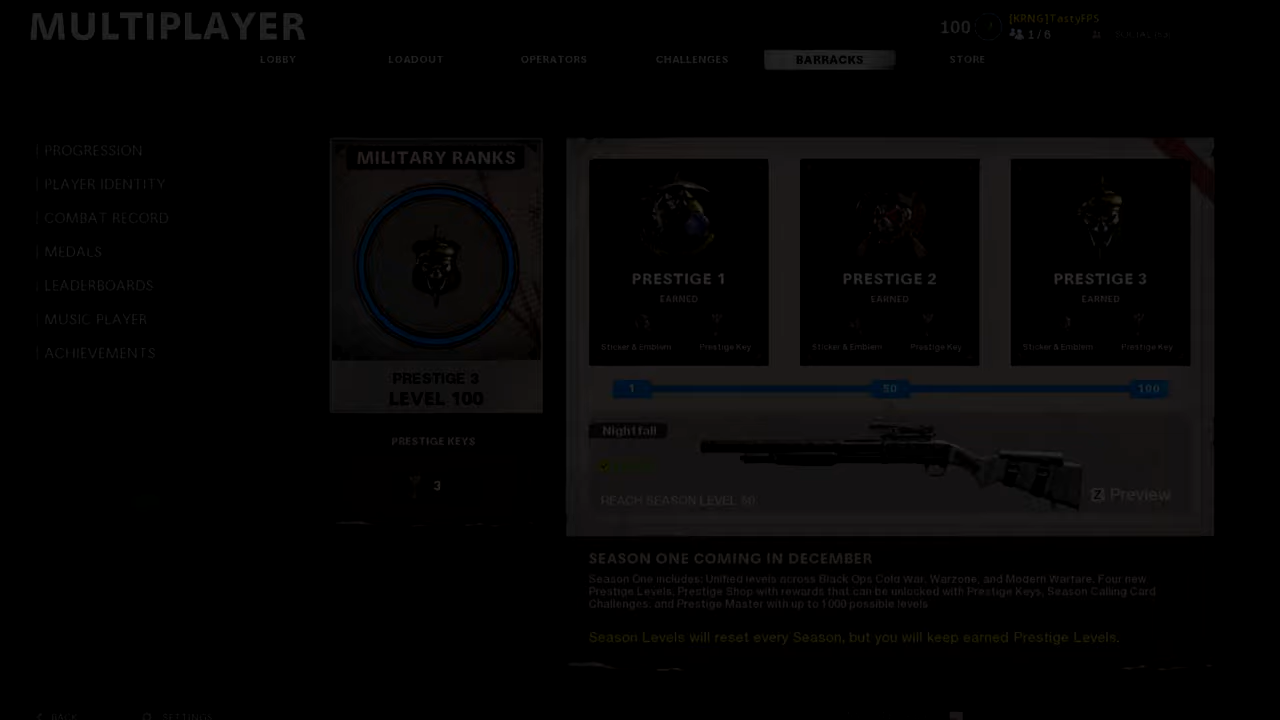 MULTIPLAYER
100
[KRNG]TastyFPS
1/6
LOBBY
LOADOUT
OPERATORS
CHALLENGES
BARRACKS
STORE
PROGRESSION
PLAYER IDENTITY
COMBAT RECORD
MEDALS
LEADERBOARDS
MUSIC PLAYER
ACHIEVEMENTS
MILITARY RANKS
PRESTIGE 3
LEVEL 100
PRESTIGE KEYS
3
PRESTIGE 1
EARNED
Sticker & Emblem
Prestige Key
PRESTIGE 2
EARNED
Sticker & Emblem
Prestige Key
PRESTIGE 3
EARNED
Sticker & Emblem
Prestige Key
1
50
100
Nightfall
REACH SEASON LEVEL 50
Z Preview
SEASON ONE COMING IN DECEMBER
Season One includes: Unified levels across Black Ops Cold War, Warzone, and Modern Warfare. Four new
Prestige Levels, Prestige Shop with rewards that can be unlocked with Prestige Keys, Season Calling Card
Challenges, and Prestige Master with up to 1000 possible levels
Season Levels will reset every Season, but you will keep earned Prestige Levels.
BACK
SETTINGS